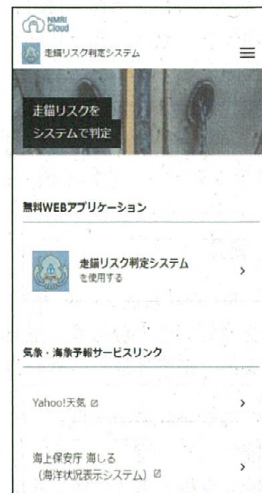 NMRI
Cloud
走錨リスク判定システム
走錨リスクを
システムで判定
無料WEBアプリケーション
走錨リスク判定システム
を使用する
気象・海象予報サービスリンク
Yahoo!天気
海上保安庁 海しる
（海洋状況表示システム）